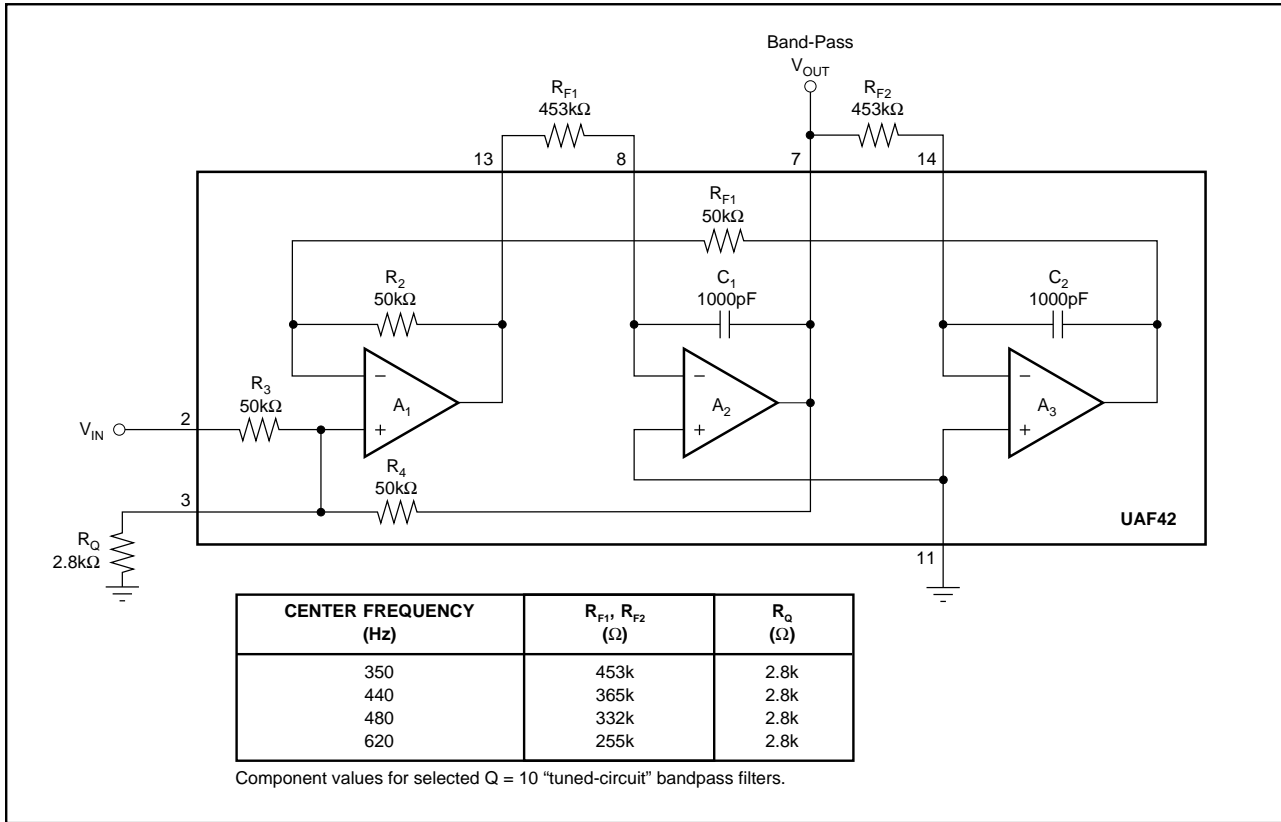 Band-Pass
V_OUT
R_F1
453kΩ
R_F2
453kΩ
13
8
7
14
R_F1
50kΩ
R_2
50kΩ
C_1
1000pF
C_2
1000pF
R_3
50kΩ
−
A_1
+
−
A_2
+
−
A_3
+
V_IN
2
R_4
50kΩ
3
UAF42
R_Q
2.8kΩ
11
CENTER FREQUENCY (Hz) R_F1, R_F2 (Ω) R_Q (Ω)
350 453k 2.8k
440 365k 2.8k
480 332k 2.8k
620 255k 2.8k
Component values for selected Q = 10 “tuned-circuit” bandpass filters.